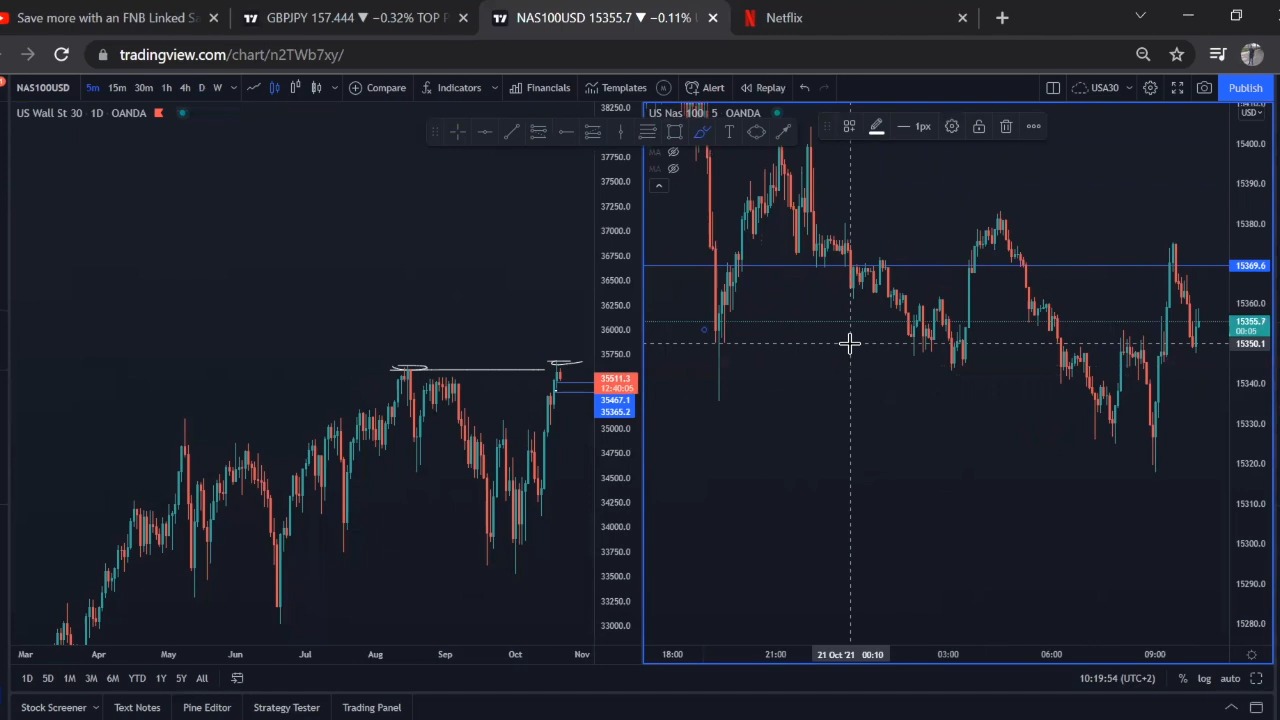 Save more with an FNB Linked Sa
GBPJPY 157.444 ▼ −0.32% TOP P
NAS100USD 15355.7 ▼ −0.11% U
Netflix
tradingview.com/chart/n2TWb7xy/
NAS100USD
5m 15m 30m 1h 4h D W
Compare
Indicators
Financials
Templates
Alert
Replay
USA30
Publish
US Wall St 30 1D OANDA
US Nas 100 5 OANDA
1px
MA
MA
USD
38250.0
37750.0
37500.0
37250.0
37000.0
36750.0
36500.0
36250.0
36000.0
35750.0
35511.3
12:40:05
35467.1
35365.2
35000.0
34750.0
34500.0
34250.0
34000.0
33750.0
33500.0
33250.0
33000.0
15400.0
15390.0
15380.0
15369.6
15360.0
15355.7
00:05
15350.1
15340.0
15330.0
15320.0
15310.0
15300.0
15290.0
15280.0
Mar Apr May Jun Jul Aug Sep Oct Nov
18:00 21:00 21 Oct '21 00:10 03:00 06:00 09:00
1D 5D 1M 3M 6M YTD 1Y 5Y All
10:19:54 (UTC+2) % log auto
Stock Screener Text Notes Pine Editor Strategy Tester Trading Panel